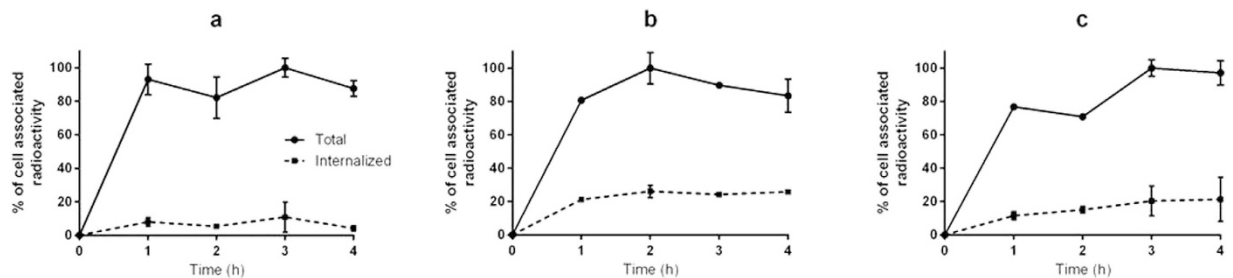 a
% of cell associated
radioactivity
100
80
60
40
20
0
0
1
2
3
4
Time (h)
Total
Internalized
b
% of cell associated
radioactivity
100
80
60
40
20
0
0
1
2
3
4
Time (h)
c
% of cell associated
radioactivity
100
80
60
40
20
0
0
1
2
3
4
Time (h)